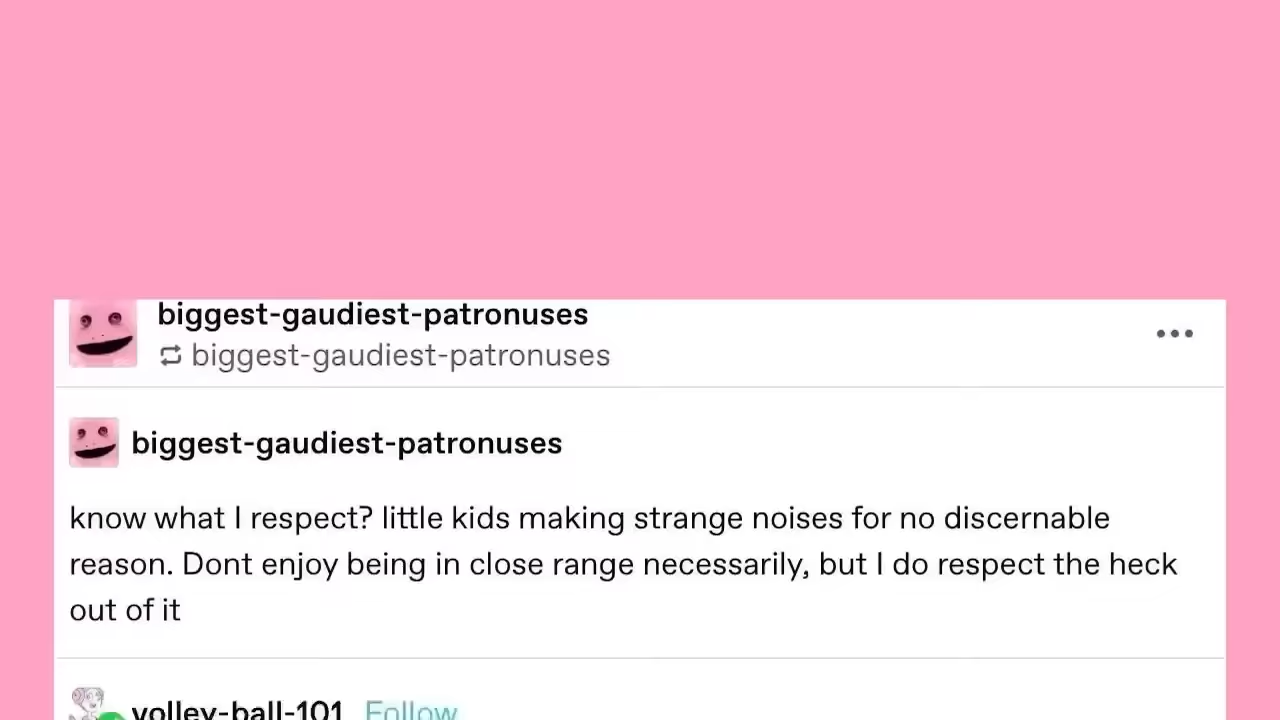 biggest-gaudiest-patronuses
biggest-gaudiest-patronuses
biggest-gaudiest-patronuses
know what I respect? little kids making strange noises for no discernable
reason. Dont enjoy being in close range necessarily, but I do respect the heck
out of it
volley-ball-101 Follow